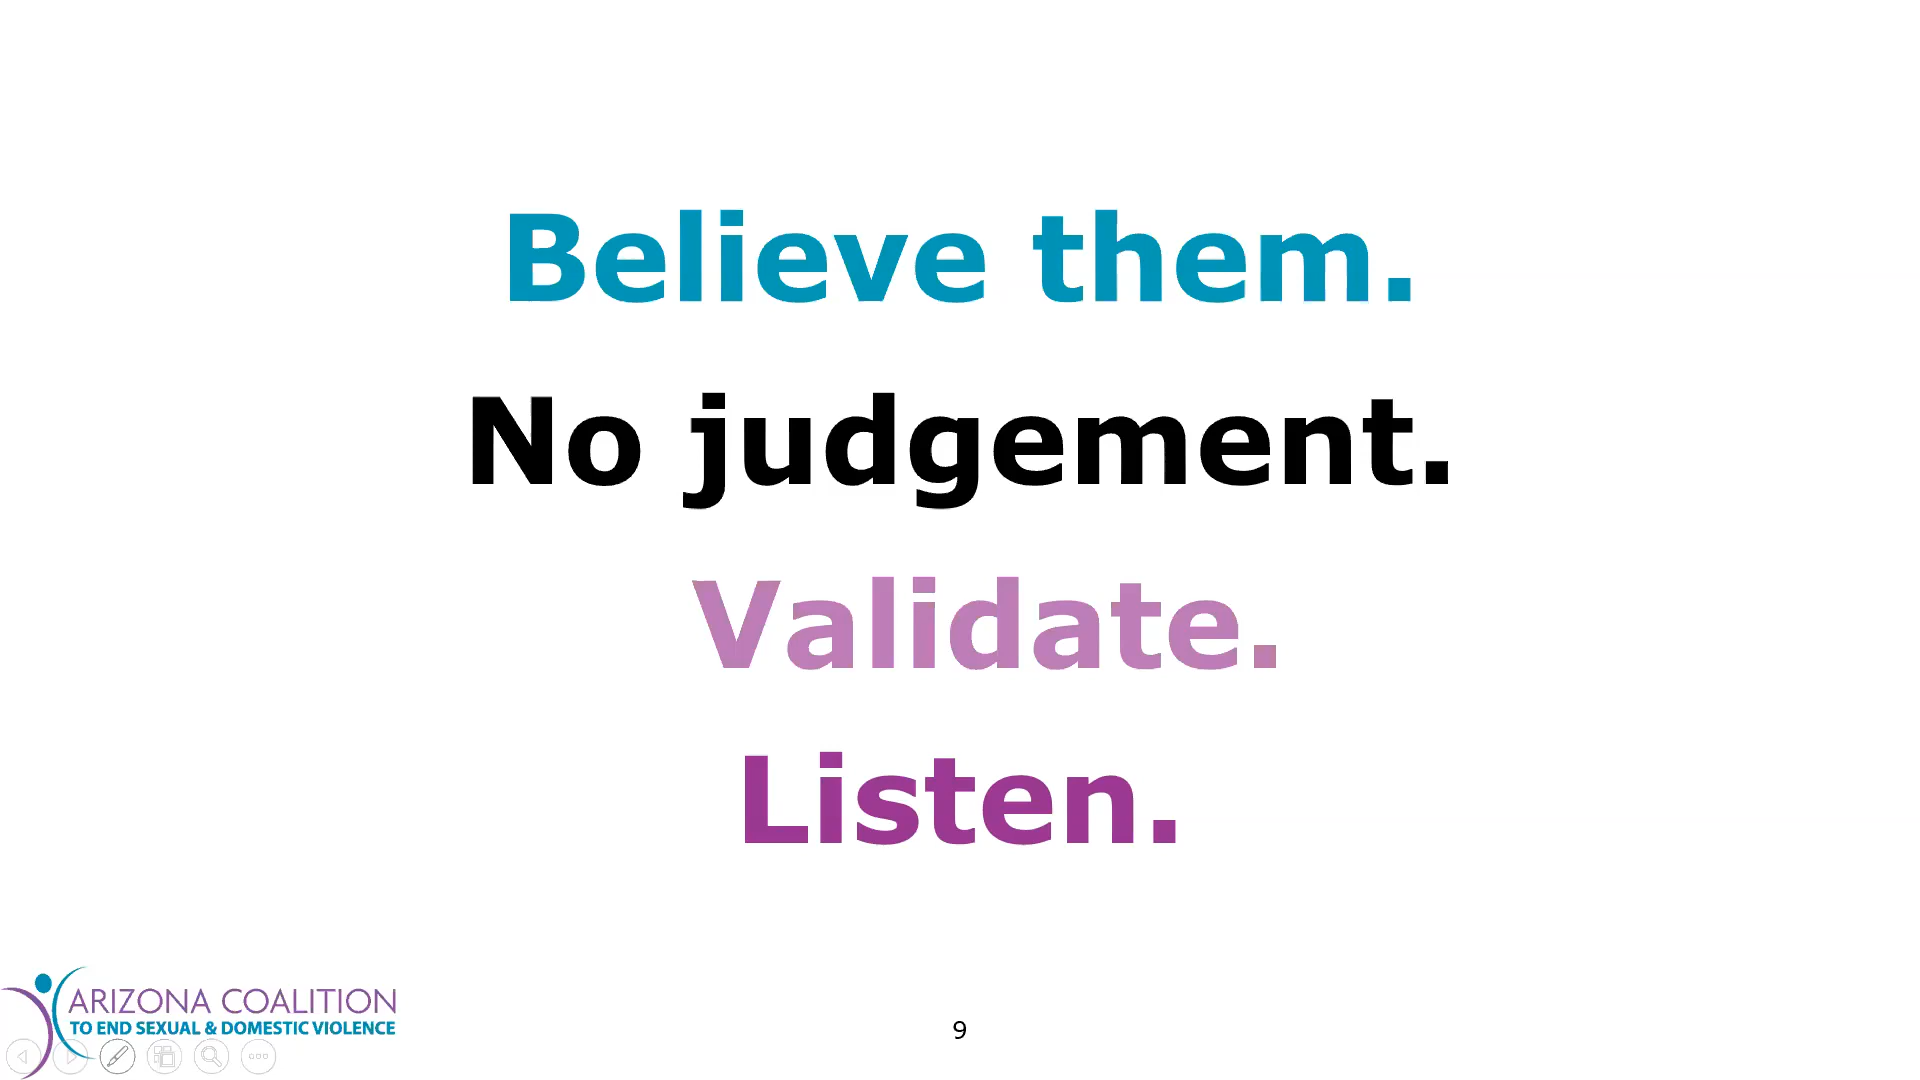 Believe them.
No judgement.
Validate.
Listen.
ARIZONA COALITION
TO END SEXUAL & DOMESTIC VIOLENCE
9